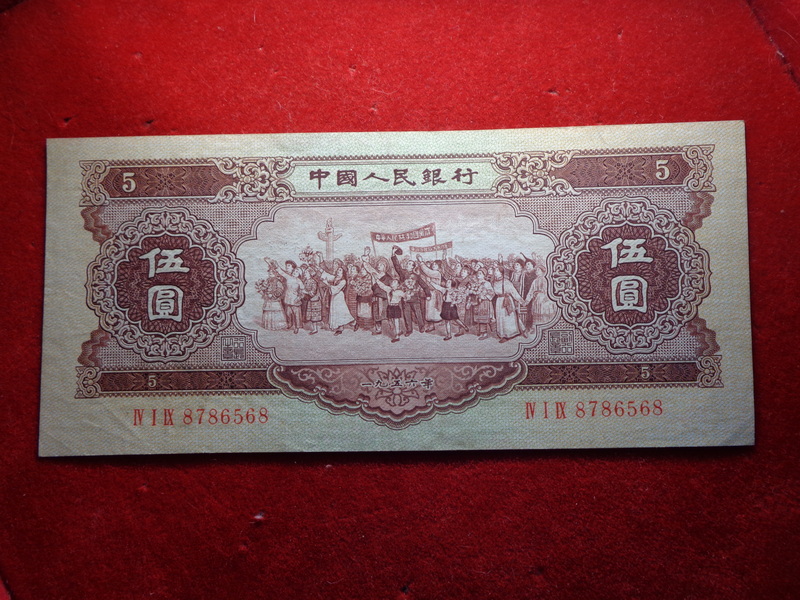 5 中國人民銀行 5
伍圓 伍圓
5 一九五六年 5
Ⅳ Ⅰ Ⅸ 8786568 Ⅳ Ⅰ Ⅸ 8786568